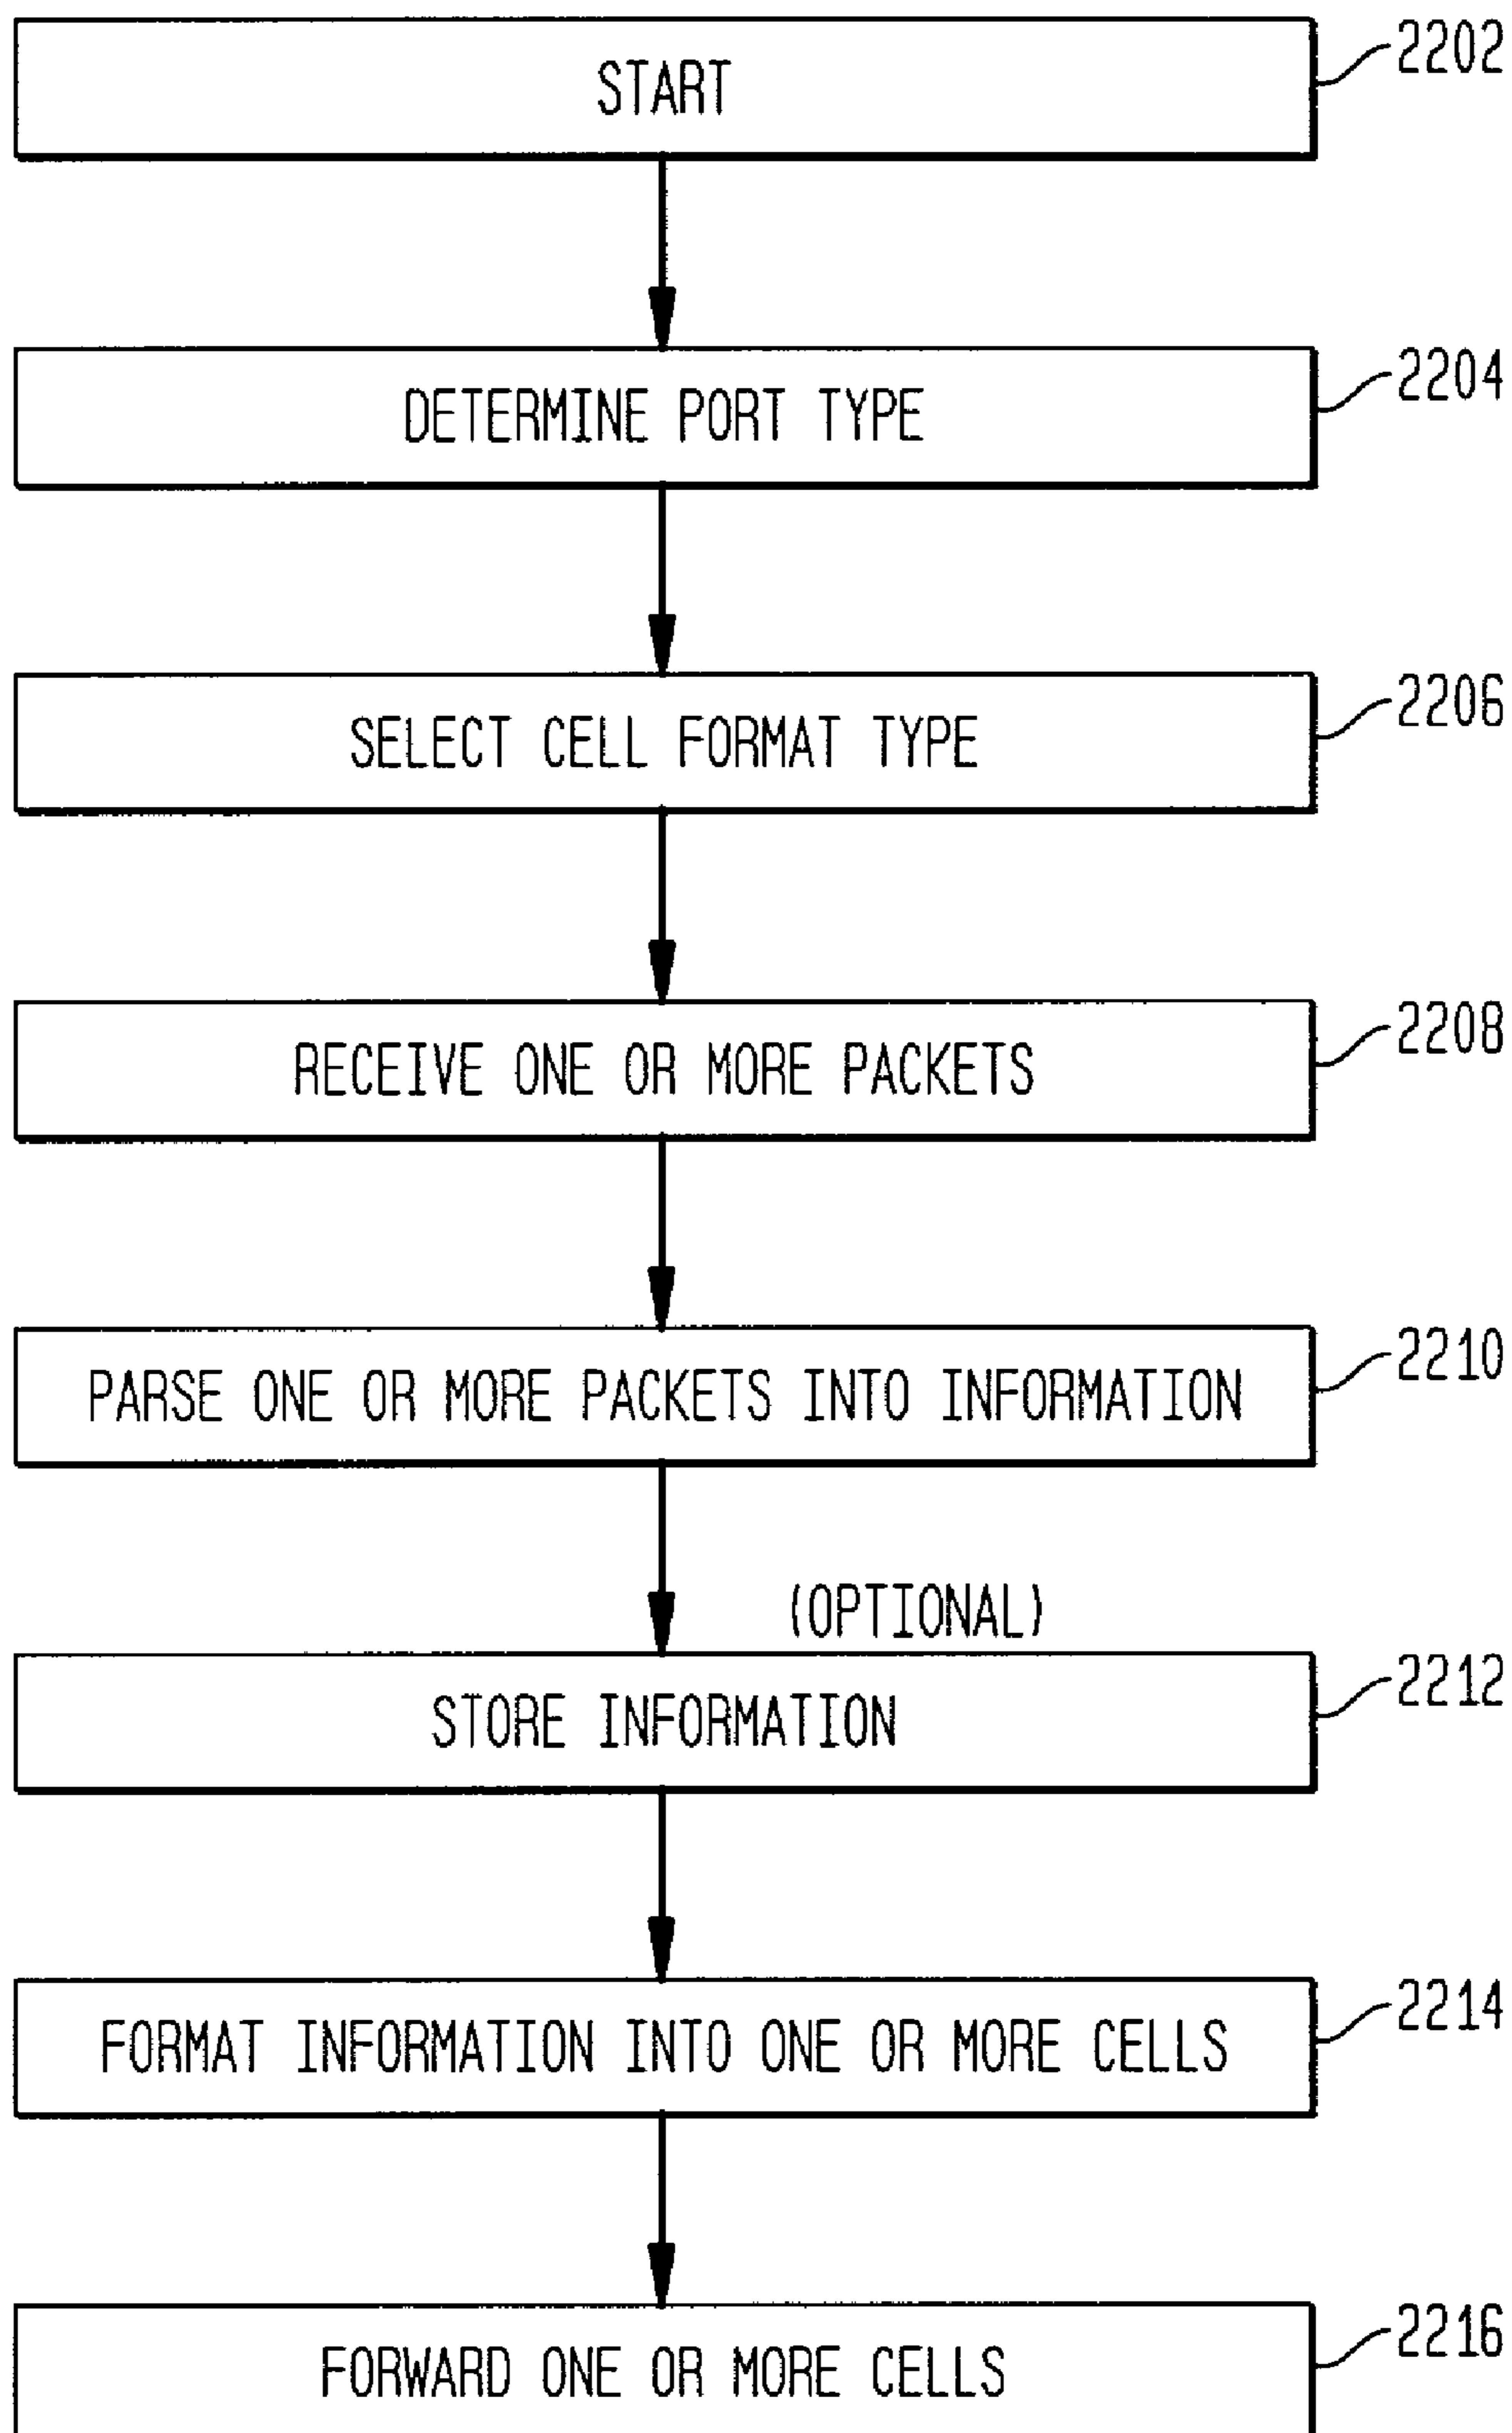 START
2202
DETERMINE PORT TYPE
2204
SELECT CELL FORMAT TYPE
2206
RECEIVE ONE OR MORE PACKETS
2208
PARSE ONE OR MORE PACKETS INTO INFORMATION
2210
(OPTIONAL)
STORE INFORMATION
2212
FORMAT INFORMATION INTO ONE OR MORE CELLS
2214
FORWARD ONE OR MORE CELLS
2216